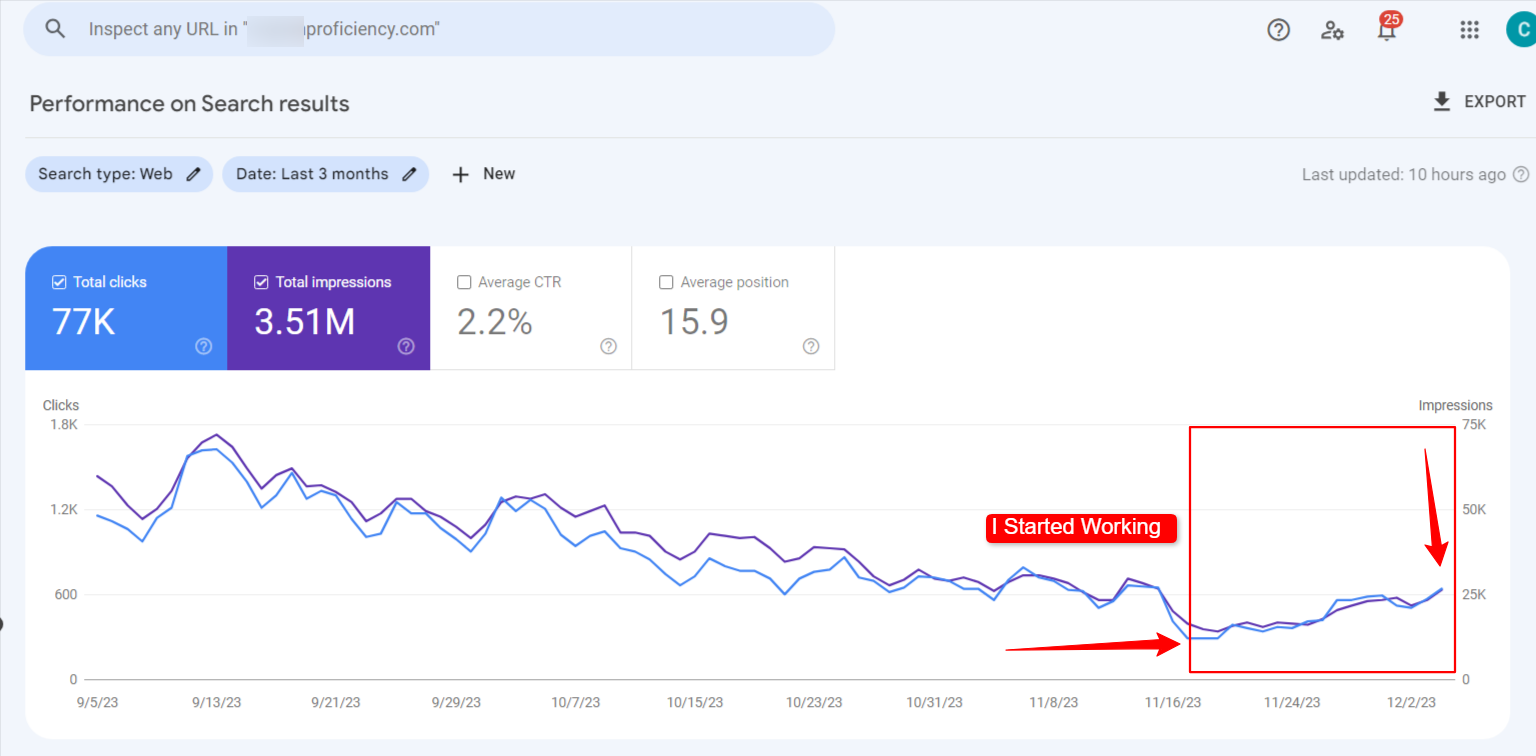 Inspect any URL in " proficiency.com"
25
C
Performance on Search results
EXPORT
Search type: Web
Date: Last 3 months
+ New
Last updated: 10 hours ago
Total clicks
77K
Total impressions
3.51M
Average CTR
2.2%
Average position
15.9
Clicks
Impressions
1.8K
75K
1.2K
50K
I Started Working
600
25K
0
0
9/5/23 9/13/23 9/21/23 9/29/23 10/7/23 10/15/23 10/23/23 10/31/23 11/8/23 11/16/23 11/24/23 12/2/23